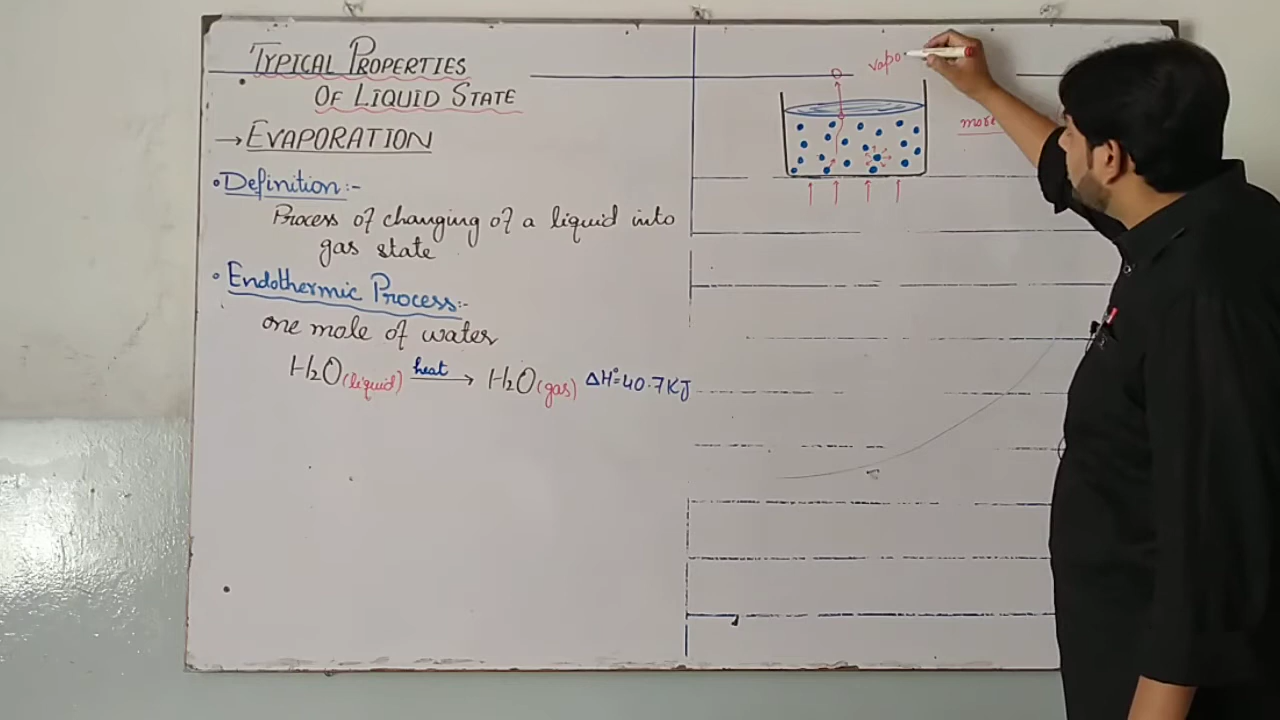 TYPICAL PROPERTIES
OF LIQUID STATE
→ EVAPORATION
• Definition:-
Process of changing of a liquid into
gas state
• Endothermic Process:-
one mole of water
H₂O(liquid) heat → H₂O(gas) ΔH°=40.7KJ
vapo
more